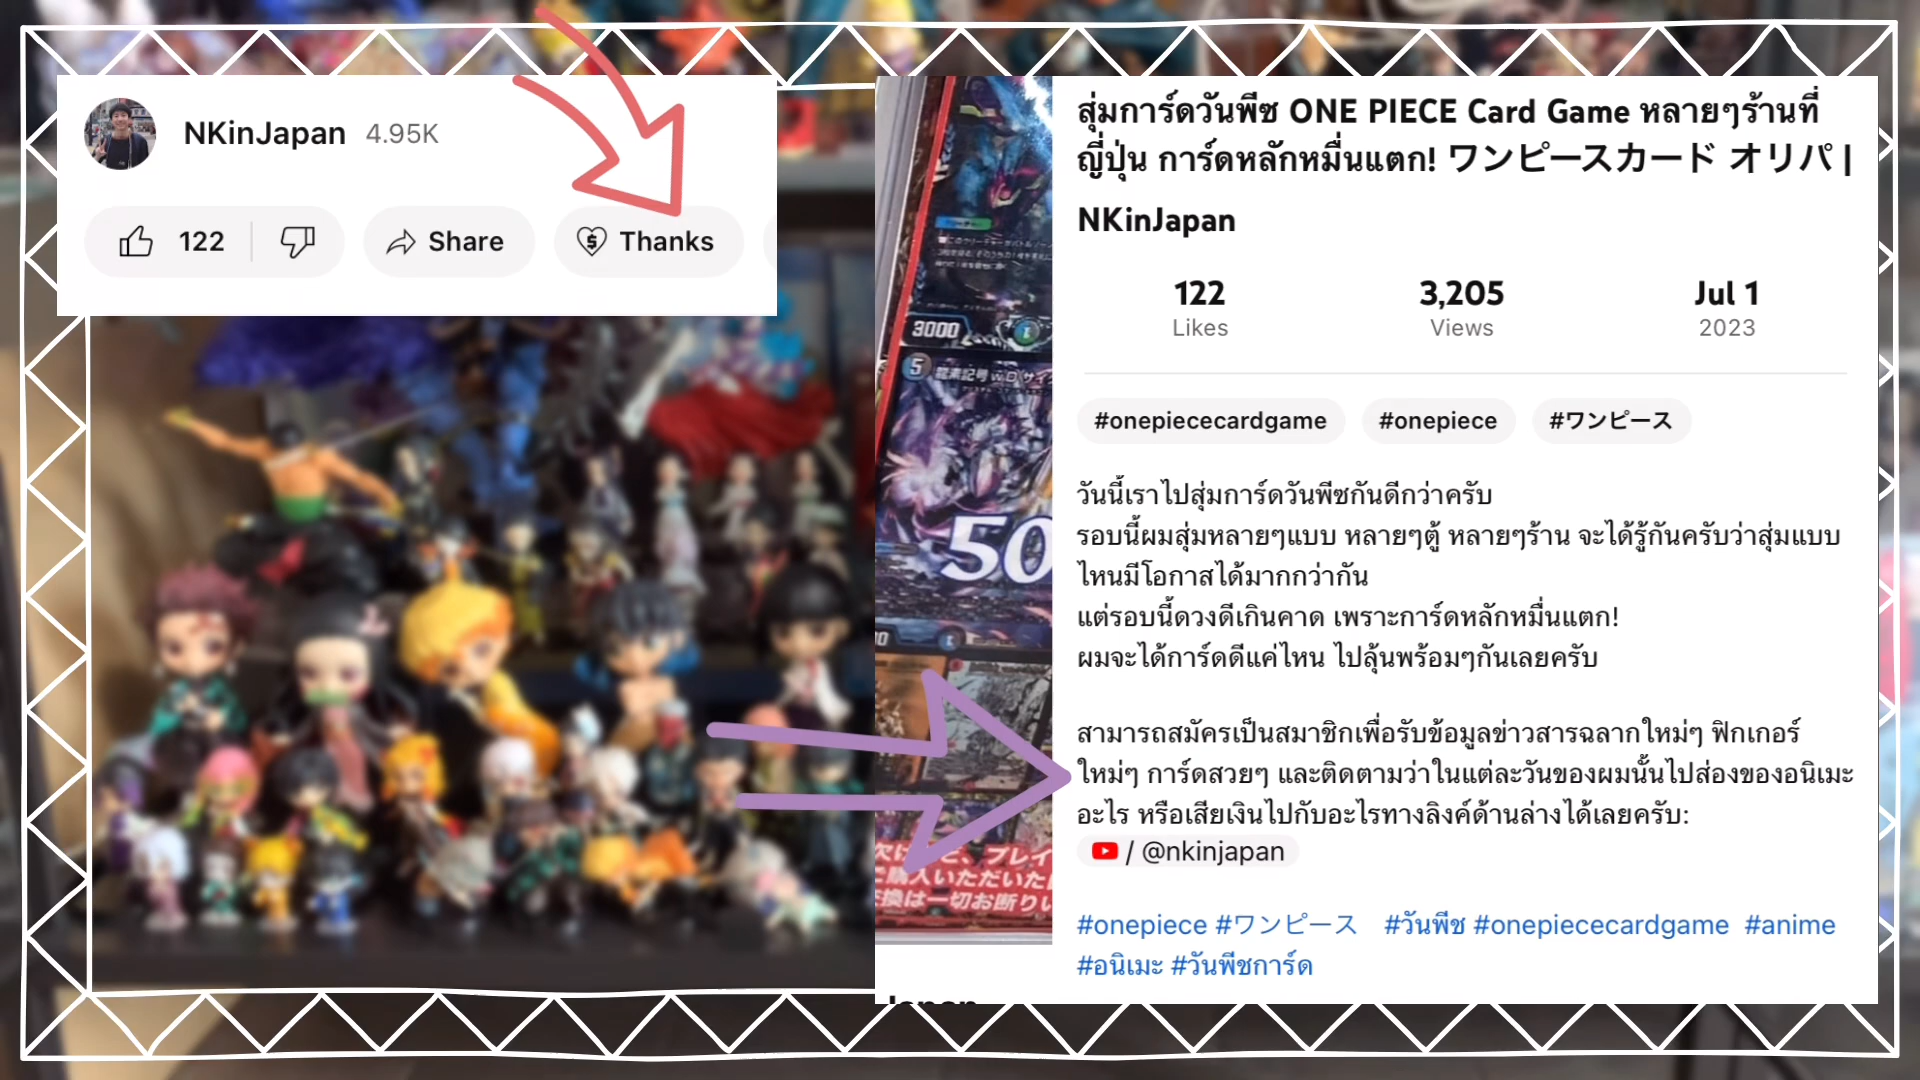 NKinJapan 4.95K
122
Share
Thanks
3000
5
50
สุ่มการ์ดวันพีซ ONE PIECE Card Game หลายๆร้านที่
ญี่ปุ่น การ์ดหลักหมื่นแตก! ワンピースカード オリパ |
NKinJapan
122 3,205 Jul 1
Likes Views 2023
#onepiececardgame #onepiece #ワンピース
วันนี้เราไปสุ่มการ์ดวันพีซกันดีกว่าครับ
รอบนี้ผมสุ่มหลายๆแบบ หลายๆตู้ หลายๆร้าน จะได้รู้กันครับว่าสุ่มแบบ
ไหนมีโอกาสได้มากกว่ากัน
แต่รอบนี้ดวงดีเกินคาด เพราะการ์ดหลักหมื่นแตก!
ผมจะได้การ์ดดีแค่ไหน ไปลุ้นพร้อมๆกันเลยครับ
สามารถสมัครเป็นสมาชิกเพื่อรับข้อมูลข่าวสารฉลากใหม่ๆ ฟิกเกอร์
ใหม่ๆ การ์ดสวยๆ และติดตามว่าในแต่ละวันของผมนั้นไปส่องของอนิเมะ
อะไร หรือเสียเงินไปกับอะไรทางลิงค์ด้านล่างได้เลยครับ:
/ @nkinjapan
#onepiece #ワンピース #วันพีช #onepiececardgame #anime
#อนิเมะ #วันพีชการ์ด